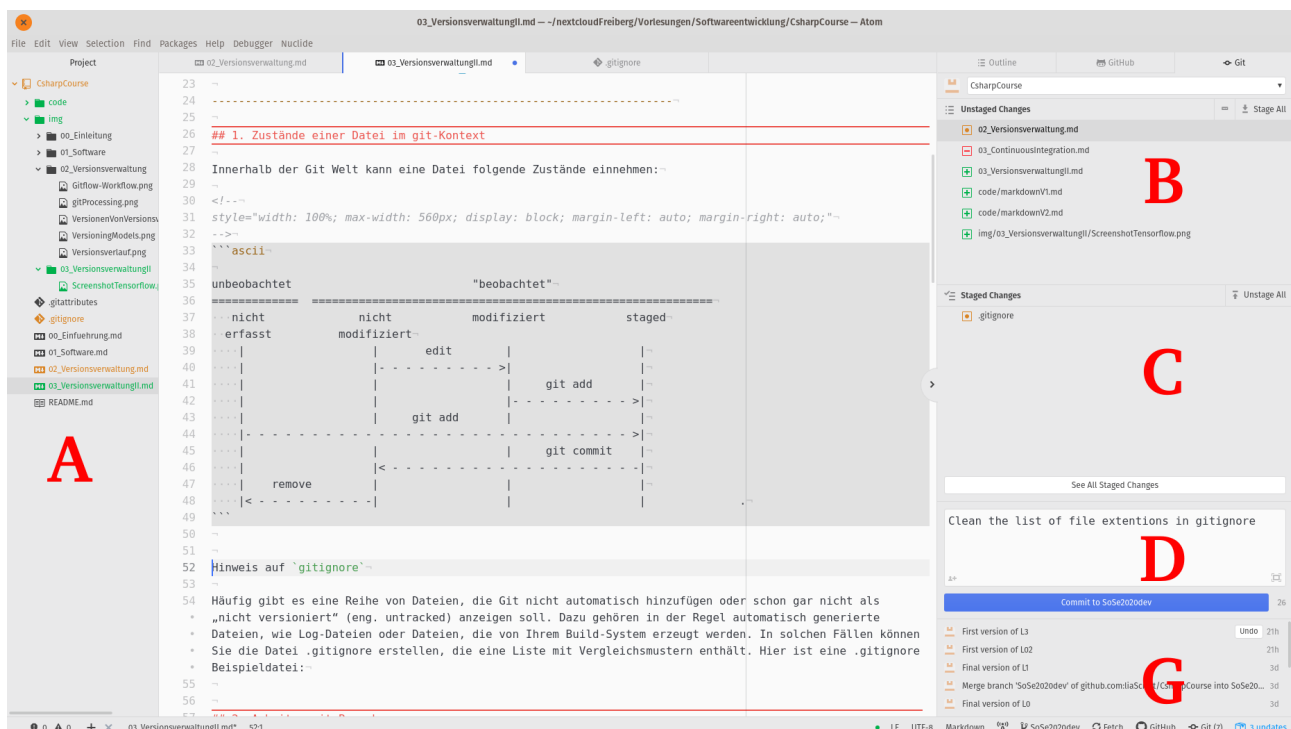 03_VersionsverwaltungII.md — ~/nextcloudFreiberg/Vorlesungen/Softwareentwicklung/CsharpCourse — Atom
File Edit View Selection Find Packages Help Debugger Nuclide
Project
CsharpCourse
code
img
00_Einleitung
01_Software
02_Versionsverwaltung
Gitflow-Workflow.png
gitProcessing.png
VersionenVonVersionsv
VersioningModels.png
Versionsverlauf.png
03_VersionsverwaltungII
ScreenshotTensorflow.
.gitattributes
.gitignore
00_Einfuehrung.md
01_Software.md
02_Versionsverwaltung.md
03_VersionsverwaltungII.md
README.md
A
02_Versionsverwaltung.md 03_VersionsverwaltungII.md .gitignore
23
24 ---------------------------------------------------------------------
25
26 ## 1. Zustände einer Datei im git-Kontext
27
28 Innerhalb der Git Welt kann eine Datei folgende Zustände einnehmen:
29
30 <!--
31 style="width: 100%; max-width: 560px; display: block; margin-left: auto; margin-right: auto;"
32 -->
33 ```ascii
34
35 unbeobachtet "beobachtet"
36 ============= ============================================================
37 nicht nicht modifiziert staged
38 erfasst modifiziert
39 | | edit | |
40 | |- - - - - - - - - >| |
41 | | | git add |
42 | | |- - - - - - - - - >|
43 | | git add | |
44 |- - - - - - - - - - - - - - - - - - - - - - - - - - - - >|
45 | | | git commit |
46 | |< - - - - - - - - - - - - - - - - - - -|
47 | remove | | |
48 |< - - - - - - - - -| | | .
49 ```
50
51
52 Hinweis auf `gitignore`
53
54 Häufig gibt es eine Reihe von Dateien, die Git nicht automatisch hinzufügen oder schon gar nicht als
„nicht versioniert“ (eng. untracked) anzeigen soll. Dazu gehören in der Regel automatisch generierte
Dateien, wie Log-Dateien oder Dateien, die von Ihrem Build-System erzeugt werden. In solchen Fällen können
Sie die Datei .gitignore erstellen, die eine Liste mit Vergleichsmustern enthält. Hier ist eine .gitignore
Beispieldatei:
55
56
57
Outline GitHub Git
CsharpCourse
Unstaged Changes Stage All
02_Versionsverwaltung.md
03_ContinuousIntegration.md
03_VersionsverwaltungII.md
code/markdownV1.md
code/markdownV2.md
img/03_VersionsverwaltungII/ScreenshotTensorflow.png
B
Staged Changes Unstage All
.gitignore
C
See All Staged Changes
Clean the list of file extentions in gitignore
D
Commit to SoSe2020dev 26
First version of L3 Undo 21h
First version of L02 21h
Final version of L1 3d
Merge branch 'SoSe2020dev' of github.com:liaScript/CsharpCourse into SoSe20... 3d
Final version of L0 3d
G
0 0 03_VersionsverwaltungII.md* 52:1 LF UTF-8 Markdown SoSe2020dev Fetch GitHub Git (7) 3 updates